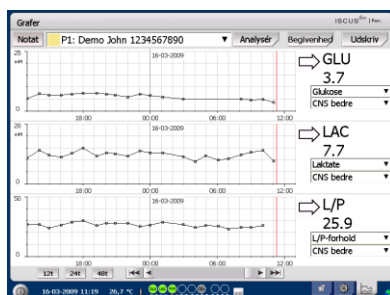 Grafer
ISCUSflex
Notat P1: Demo John 1234567890 Analysér Begivenhed Udskriv
25
mM
16-03-2009
GLU
3.7
Glukose
CNS bedre
0
18:00 00:00 06:00 12:00
20
mM
16-03-2009
LAC
7.7
Laktate
CNS bedre
0
18:00 00:00 06:00 12:00
50
16-03-2009
L/P
25.9
L/P-forhold
CNS bedre
0
18:00 00:00 06:00 12:00
12t 24t 48t
16-03-2009 11:19 26,7 °C